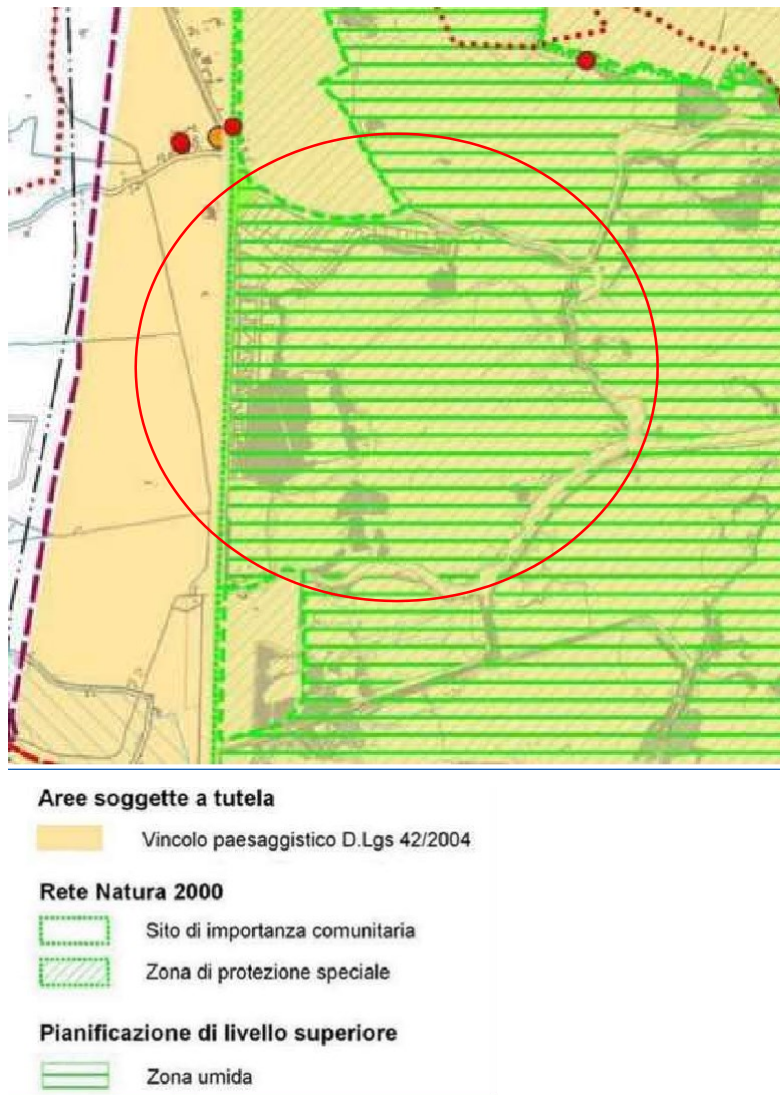 Aree soggette a tutela
Vincolo paesaggistico D.Lgs 42/2004
Rete Natura 2000
Sito di importanza comunitaria
Zona di protezione speciale
Pianificazione di livello superiore
Zona umida